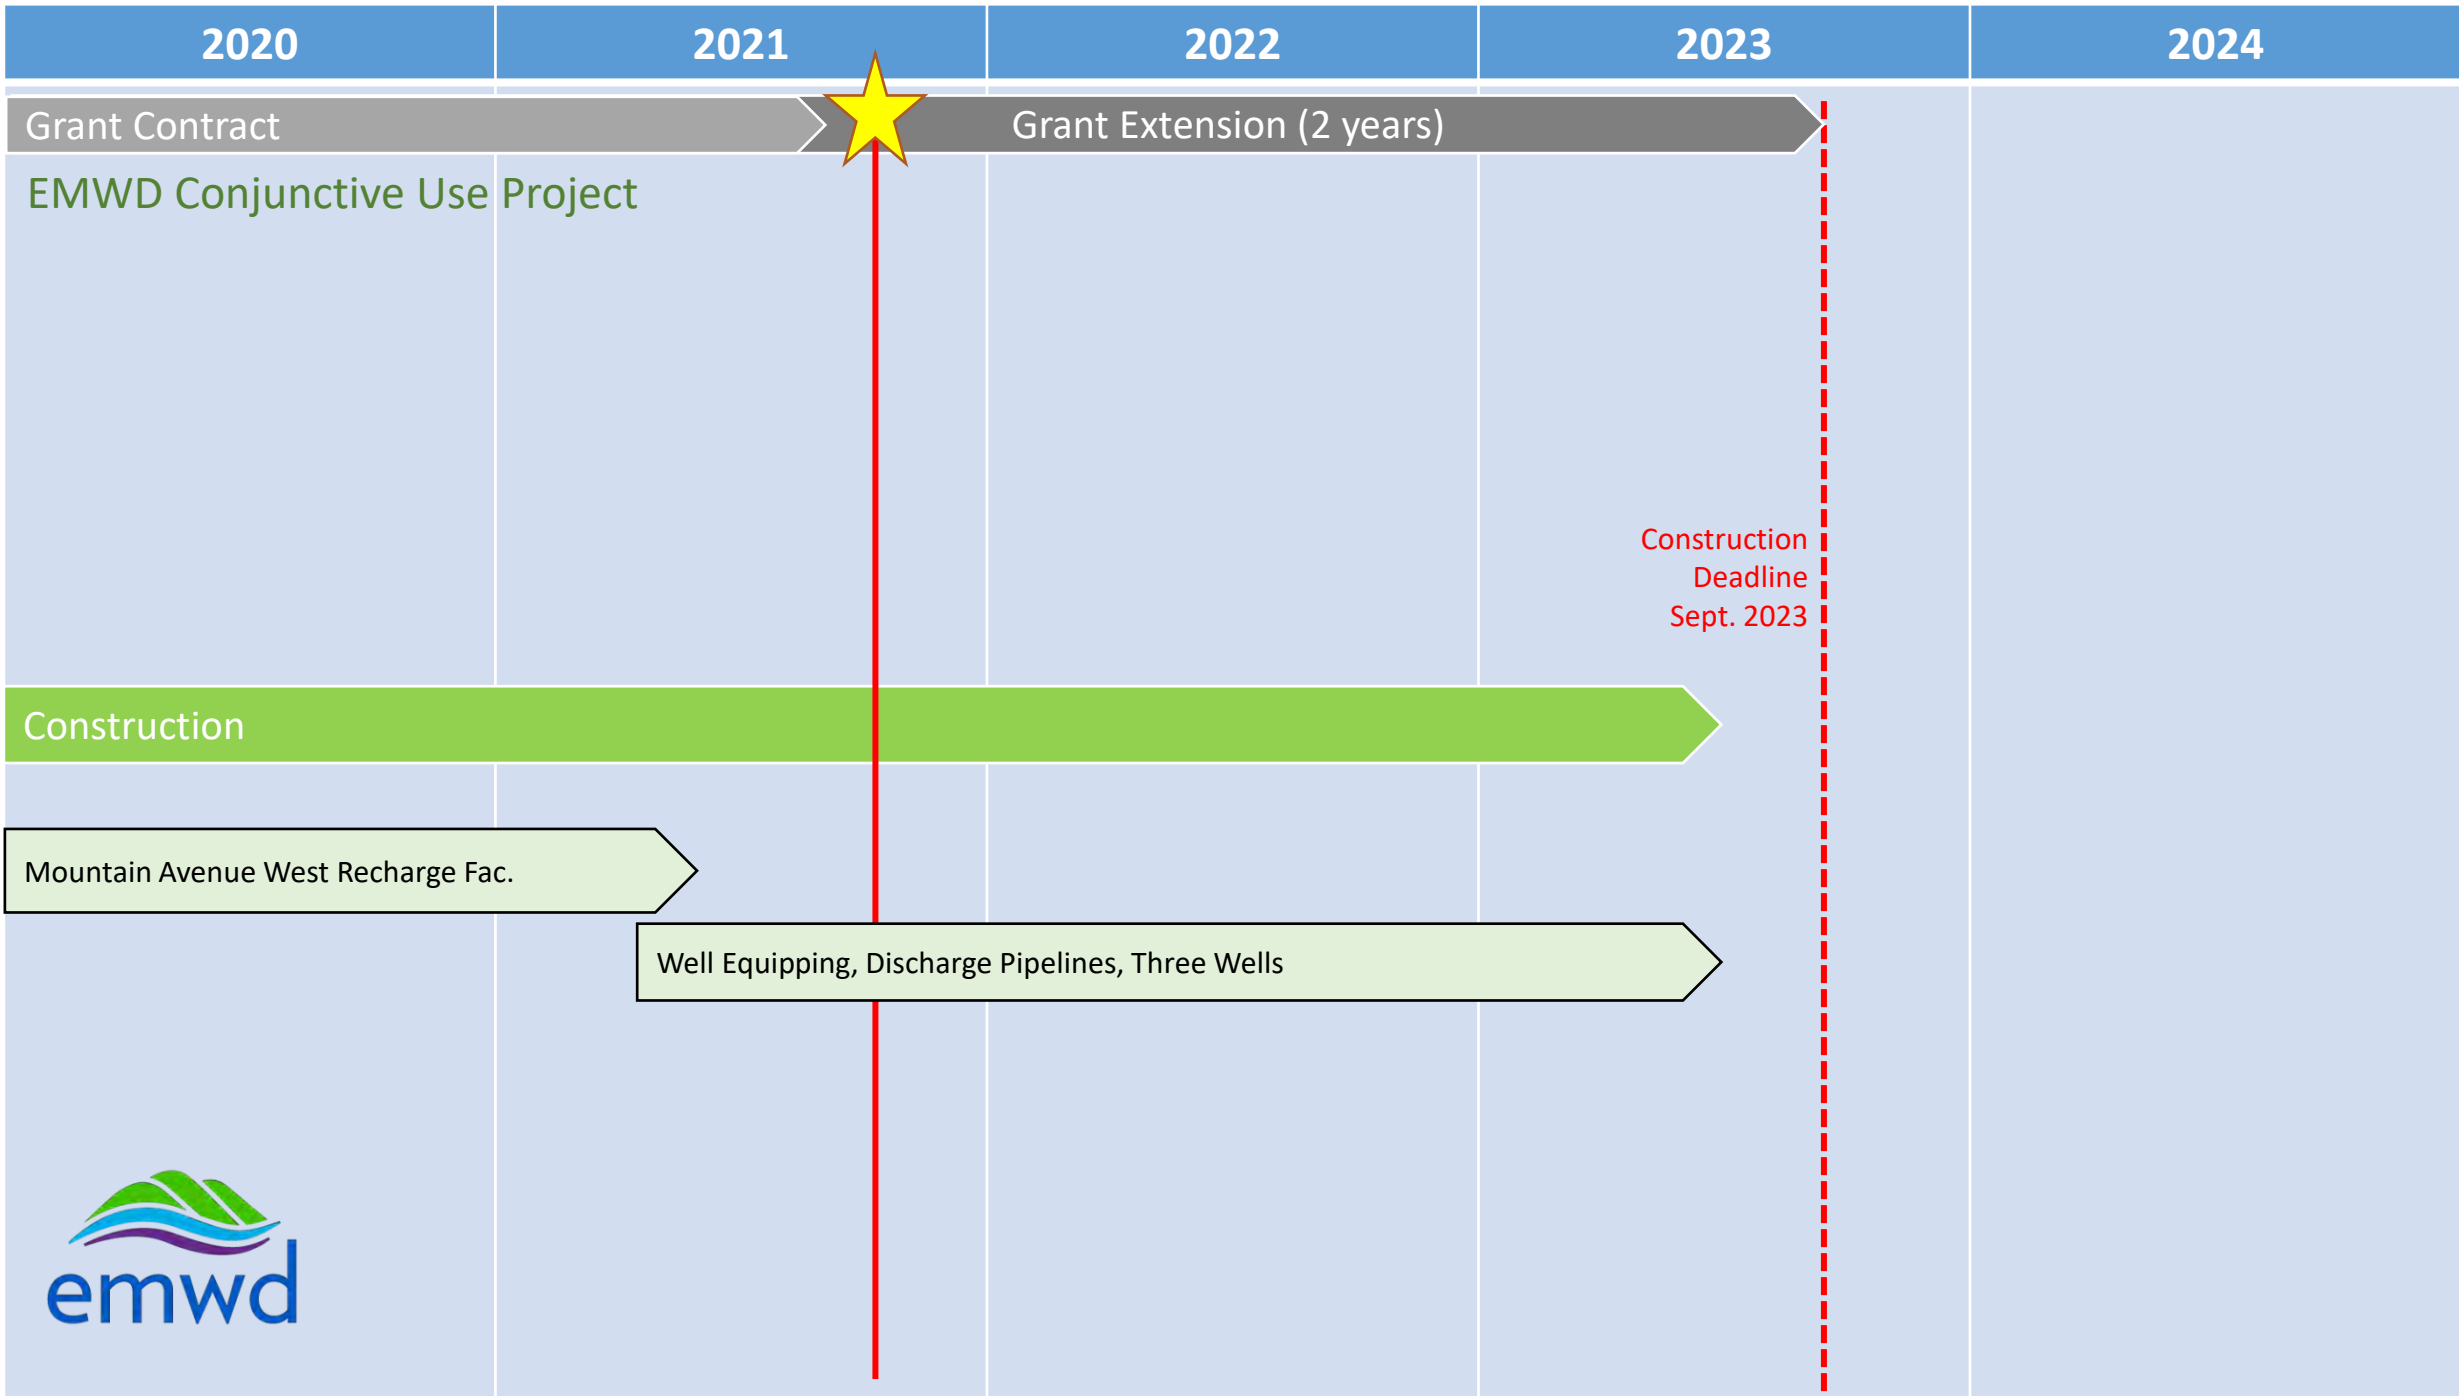 2020 2021 2022 2023 2024
Grant Contract
Grant Extension (2 years)
EMWD Conjunctive Use Project
Construction
Deadline
Sept. 2023
Construction
Mountain Avenue West Recharge Fac.
Well Equipping, Discharge Pipelines, Three Wells
emwd